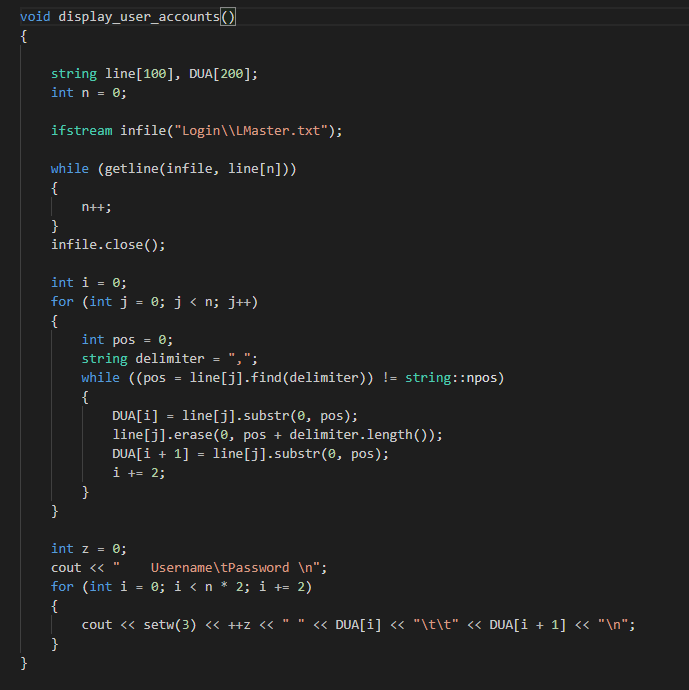 void display_user_accounts()
{
string line[100], DUA[200];
int n = 0;
ifstream infile("Login\\LMaster.txt");
while (getline(infile, line[n]))
{
n++;
}
infile.close();
int i = 0;
for (int j = 0; j < n; j++)
{
int pos = 0;
string delimiter = ",";
while ((pos = line[j].find(delimiter)) != string::npos)
{
DUA[i] = line[j].substr(0, pos);
line[j].erase(0, pos + delimiter.length());
DUA[i + 1] = line[j].substr(0, pos);
i += 2;
}
}
int z = 0;
cout << "    Username\tPassword \n";
for (int i = 0; i < n * 2; i += 2)
{
cout << setw(3) << ++z << " " << DUA[i] << "\t\t" << DUA[i + 1] << "\n";
}
}